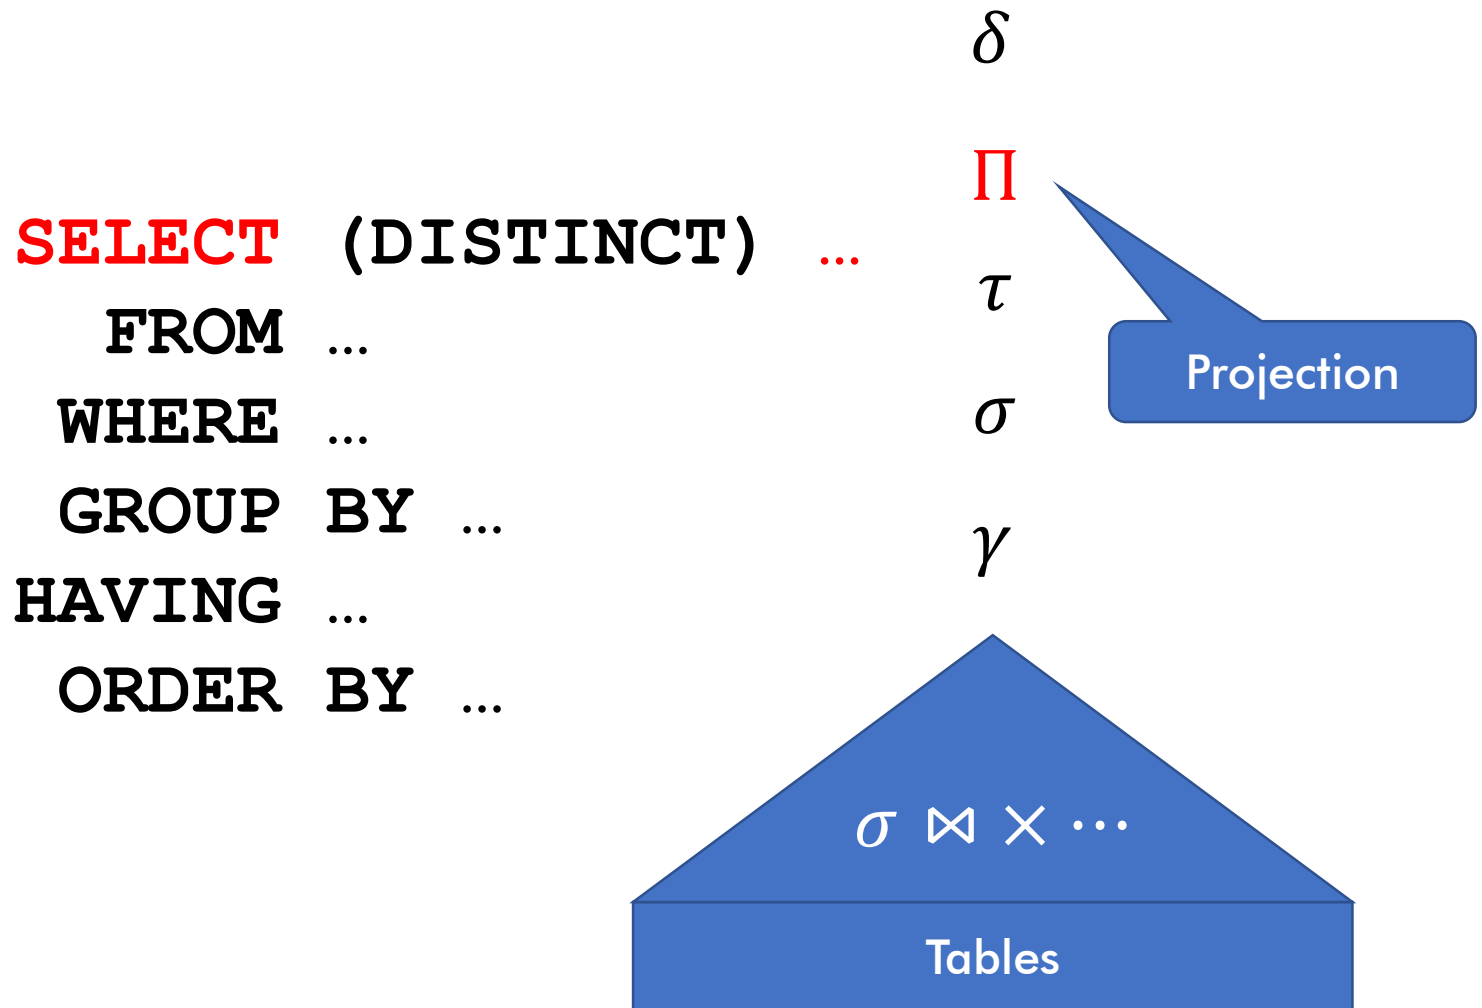 SELECT (DISTINCT) …
FROM …
WHERE …
GROUP BY …
HAVING …
ORDER BY …
δ
Π
τ
σ
γ
Projection
σ ⋈ × ⋯
Tables